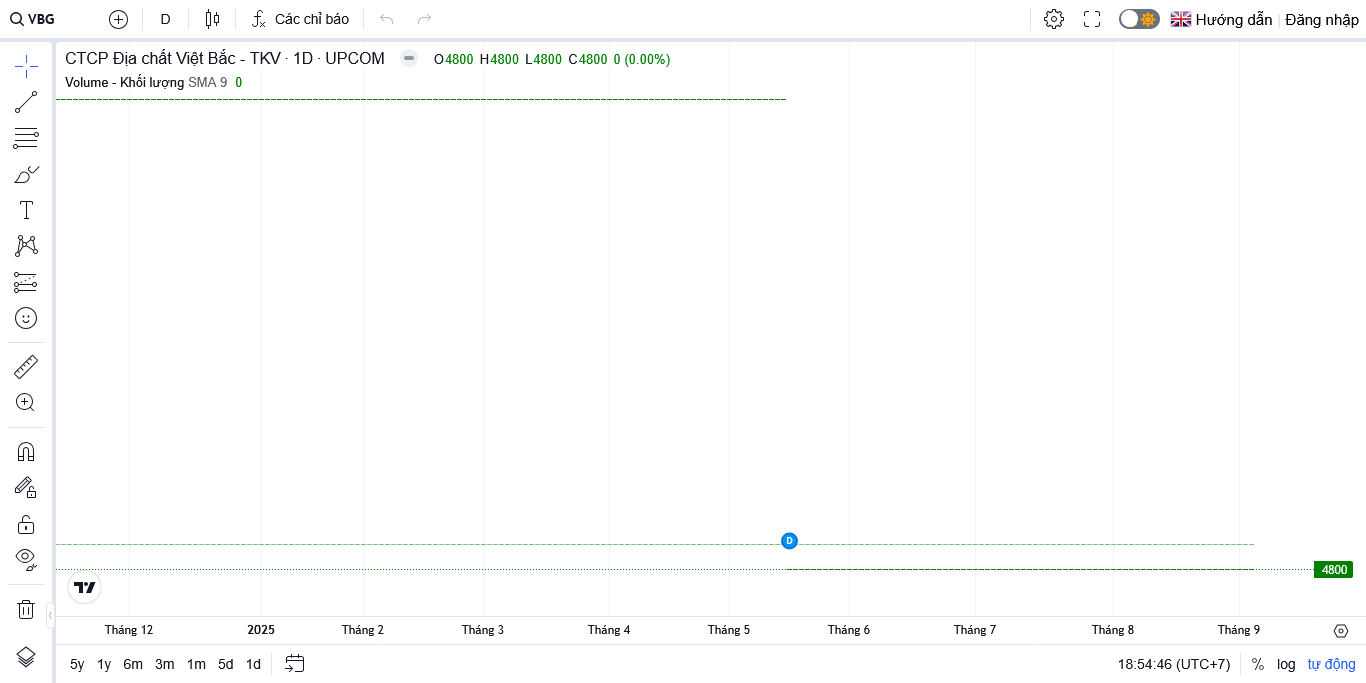 VBG D Các chỉ báo Hướng dẫn Đăng nhập
CTCP Địa chất Việt Bắc - TKV · 1D · UPCOM O4800 H4800 L4800 C4800 0 (0.00%)
Volume - Khối lượng SMA 9 0
D
4800
Tháng 12 2025 Tháng 2 Tháng 3 Tháng 4 Tháng 5 Tháng 6 Tháng 7 Tháng 8 Tháng 9
5y 1y 6m 3m 1m 5d 1d 18:54:46 (UTC+7) % log tự động